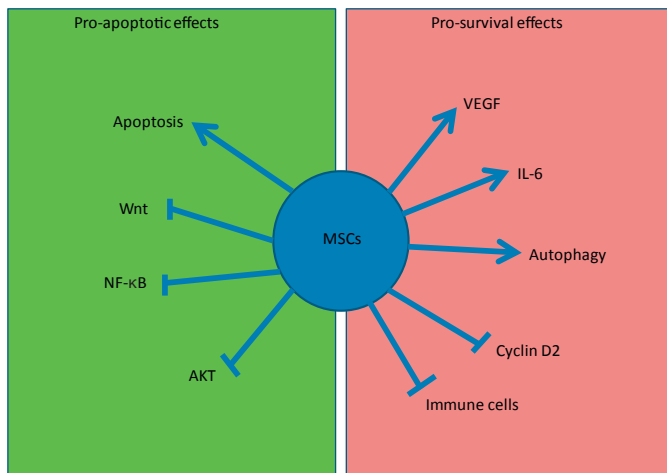 Pro-apoptotic effects
Pro-survival effects
VEGF
Apoptosis
IL-6
Wnt
MSCs
Autophagy
NF-κB
Cyclin D2
AKT
Immune cells